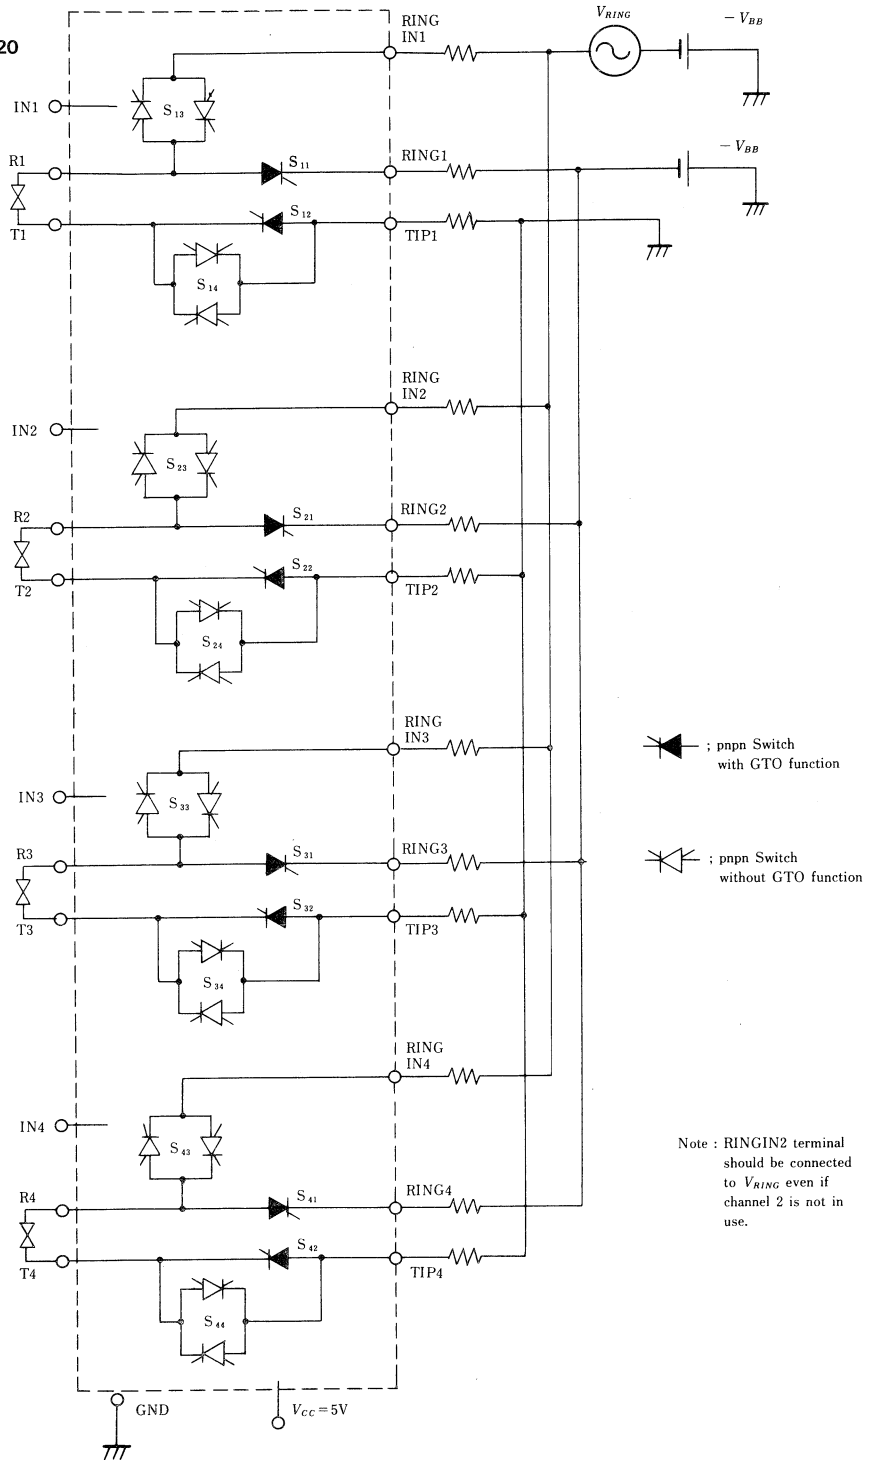 20
RING
IN1
V_RING
− V_BB
IN1
S₁₃
R1
S₁₁
RING1
− V_BB
T1
S₁₂
TIP1
S₁₄
RING
IN2
IN2
S₂₃
R2
S₂₁
RING2
T2
S₂₂
TIP2
S₂₄
RING
IN3
IN3
S₃₃
; pnpn Switch
with GTO function
R3
S₃₁
RING3
; pnpn Switch
without GTO function
T3
S₃₂
TIP3
S₃₄
RING
IN4
IN4
S₄₃
Note : RINGIN2 terminal
should be connected
to V_RING even if
channel 2 is not in
use.
R4
S₄₁
RING4
T4
S₄₂
TIP4
S₄₄
GND
V_CC=5V